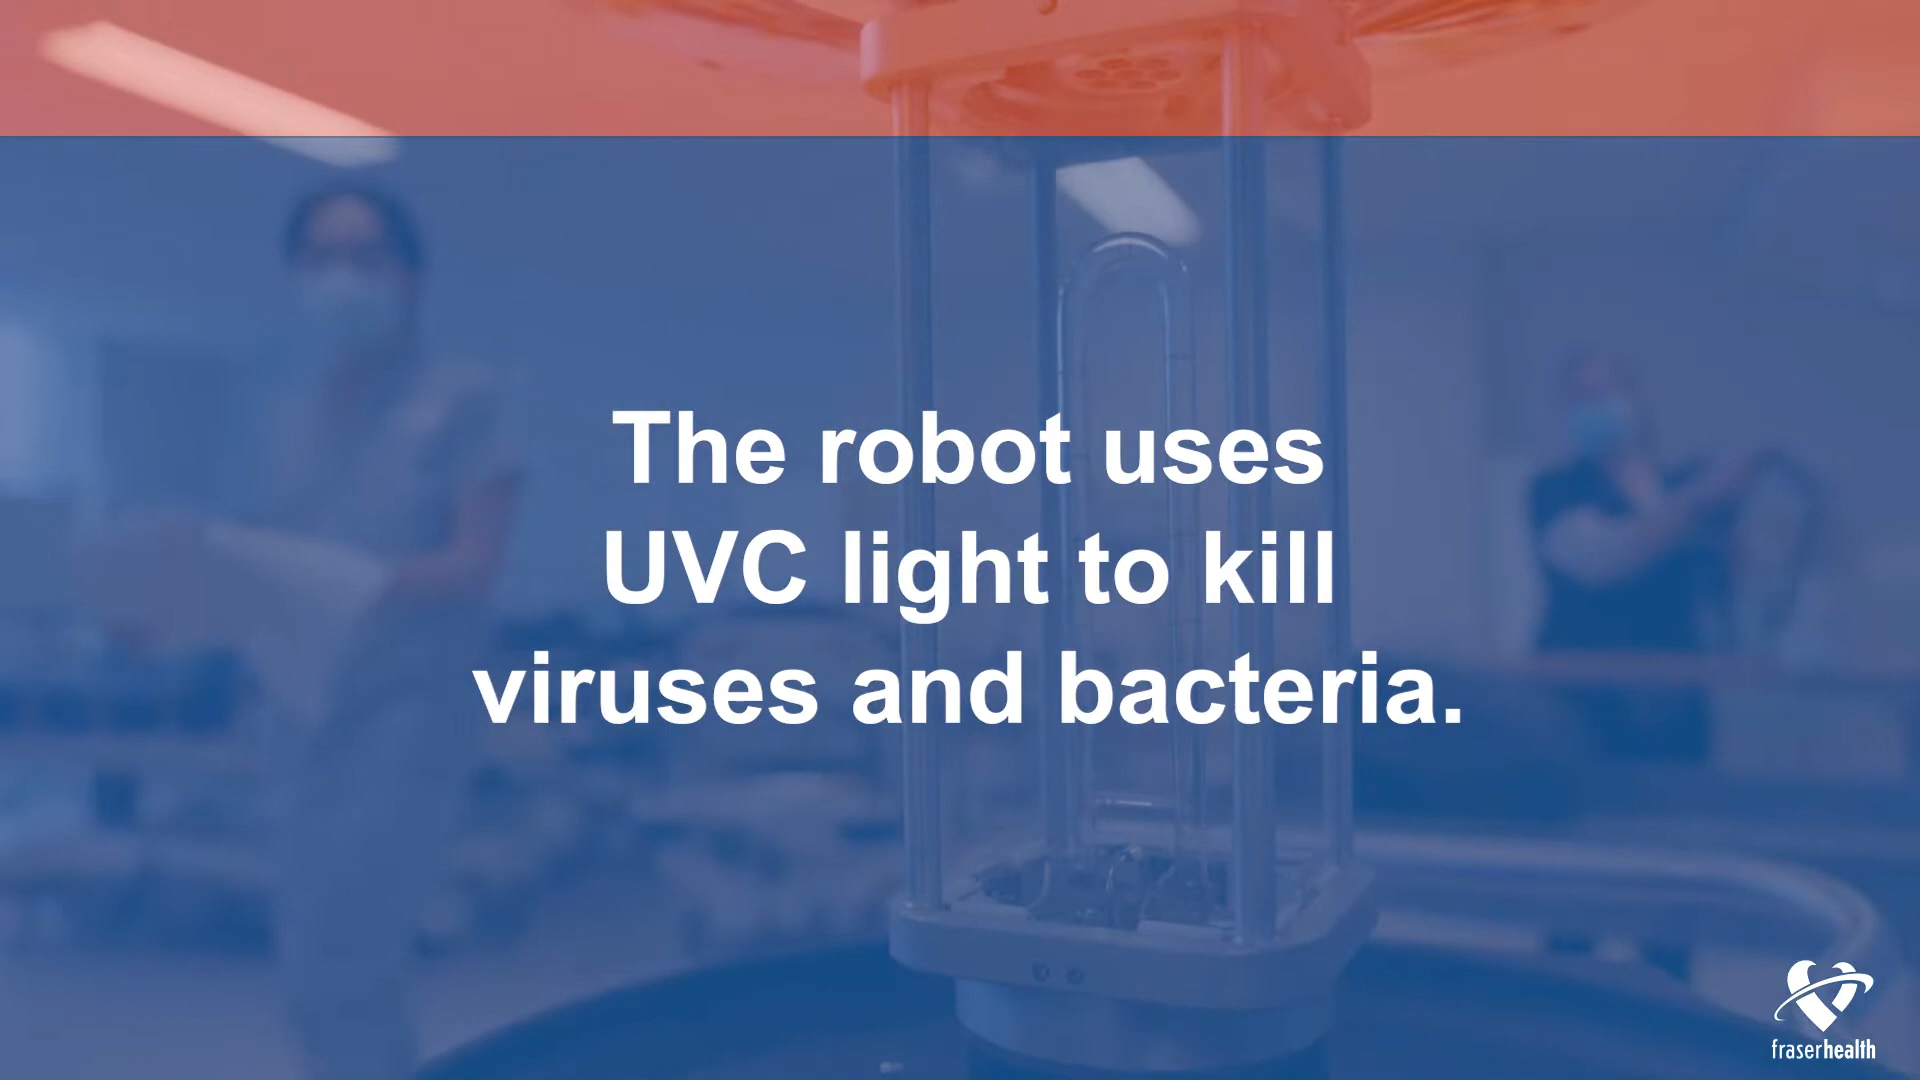 The robot uses
UVC light to kill
viruses and bacteria.
fraserhealth